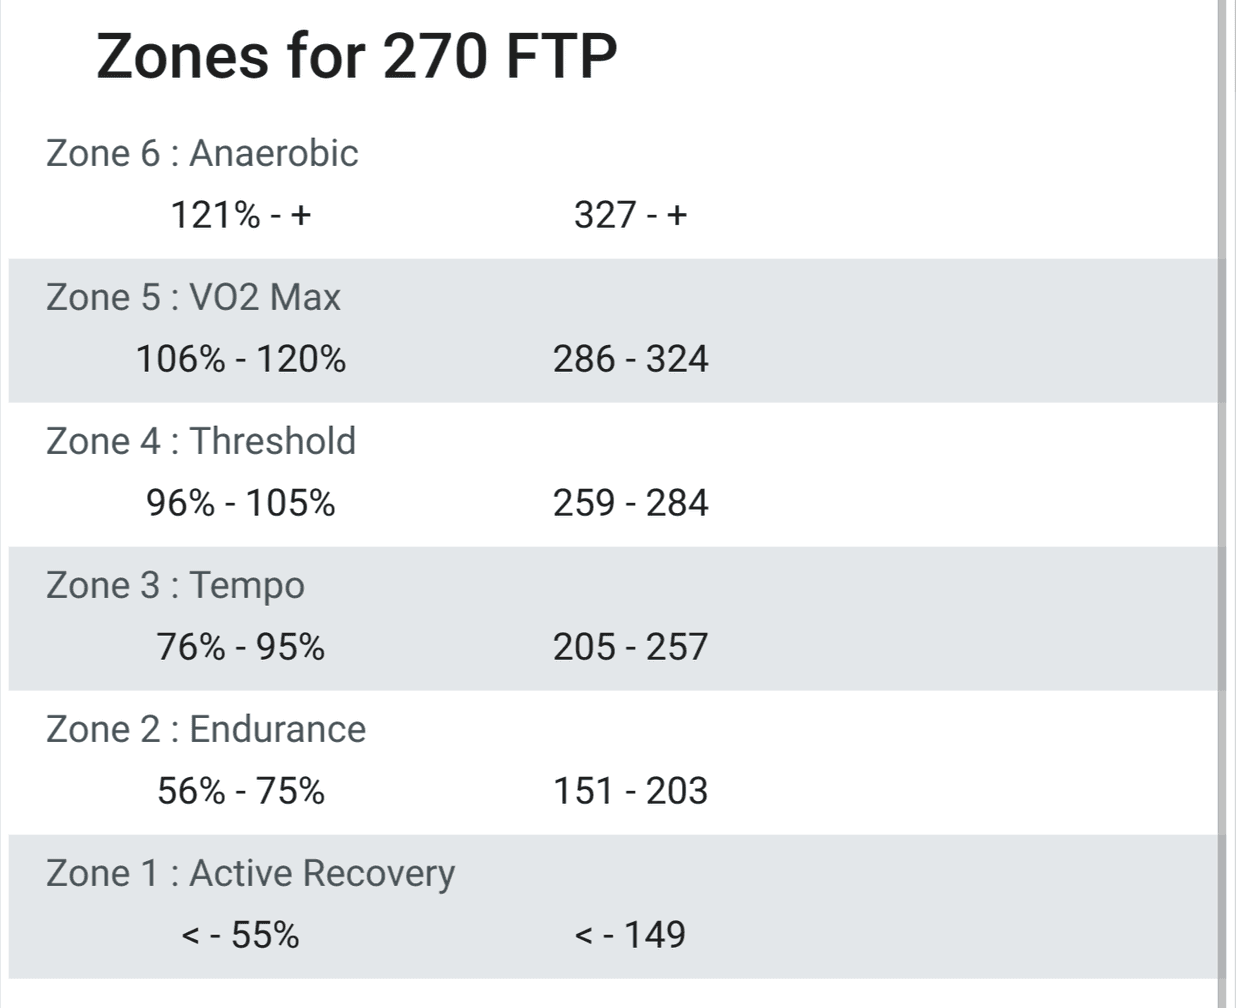 Zones for 270 FTP
Zone 6 : Anaerobic
121% - + 327 - +
Zone 5 : VO2 Max
106% - 120% 286 - 324
Zone 4 : Threshold
96% - 105% 259 - 284
Zone 3 : Tempo
76% - 95% 205 - 257
Zone 2 : Endurance
56% - 75% 151 - 203
Zone 1 : Active Recovery
< - 55% < - 149